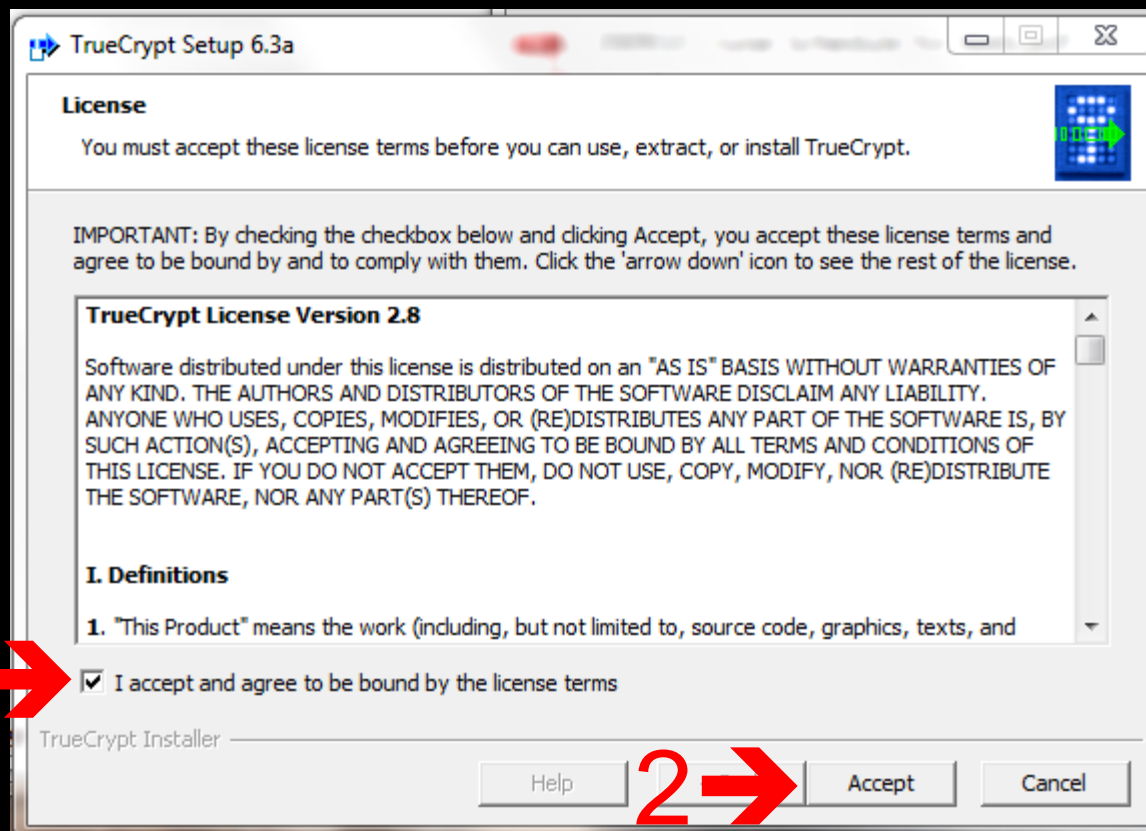 TrueCrypt Setup 6.3a
License
You must accept these license terms before you can use, extract, or install TrueCrypt.
IMPORTANT: By checking the checkbox below and clicking Accept, you accept these license terms and
agree to be bound by and to comply with them. Click the 'arrow down' icon to see the rest of the license.
TrueCrypt License Version 2.8
Software distributed under this license is distributed on an "AS IS" BASIS WITHOUT WARRANTIES OF
ANY KIND. THE AUTHORS AND DISTRIBUTORS OF THE SOFTWARE DISCLAIM ANY LIABILITY.
ANYONE WHO USES, COPIES, MODIFIES, OR (RE)DISTRIBUTES ANY PART OF THE SOFTWARE IS, BY
SUCH ACTION(S), ACCEPTING AND AGREEING TO BE BOUND BY ALL TERMS AND CONDITIONS OF
THIS LICENSE. IF YOU DO NOT ACCEPT THEM, DO NOT USE, COPY, MODIFY, NOR (RE)DISTRIBUTE
THE SOFTWARE, NOR ANY PART(S) THEREOF.
I. Definitions
1. "This Product" means the work (including, but not limited to, source code, graphics, texts, and
I accept and agree to be bound by the license terms
TrueCrypt Installer
Help 2 Accept Cancel